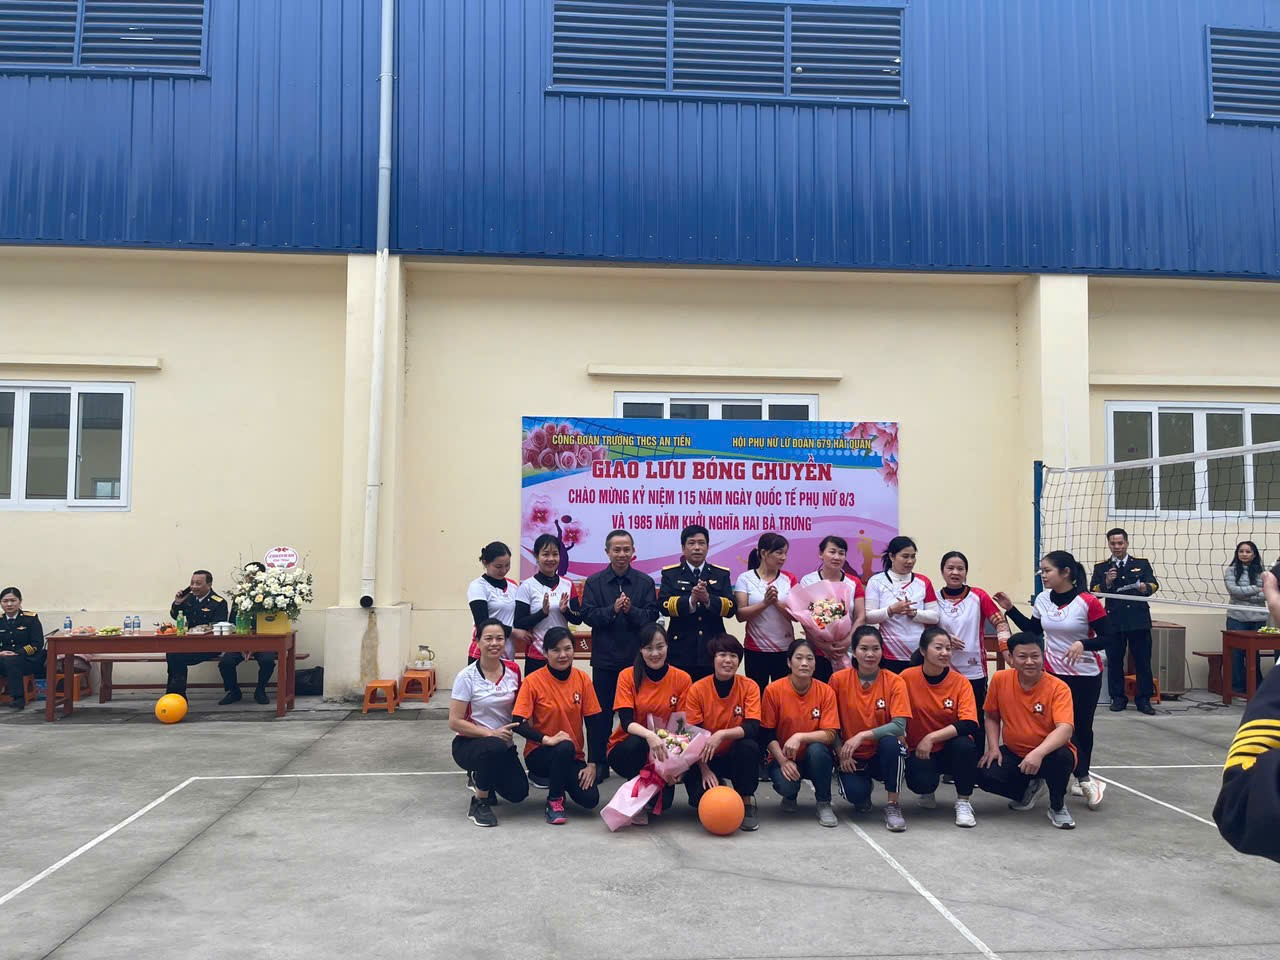 CÔNG ĐOÀN TRƯỜNG THCS AN TIẾN
HỘI PHỤ NỮ LỮ ĐOÀN 679 HẢI QUÂN
GIAO LƯU BÓNG CHUYỀN
CHÀO MỪNG KỶ NIỆM 115 NĂM NGÀY QUỐC TẾ PHỤ NỮ 8/3
VÀ 1985 NĂM KHỞI NGHĨA HAI BÀ TRƯNG